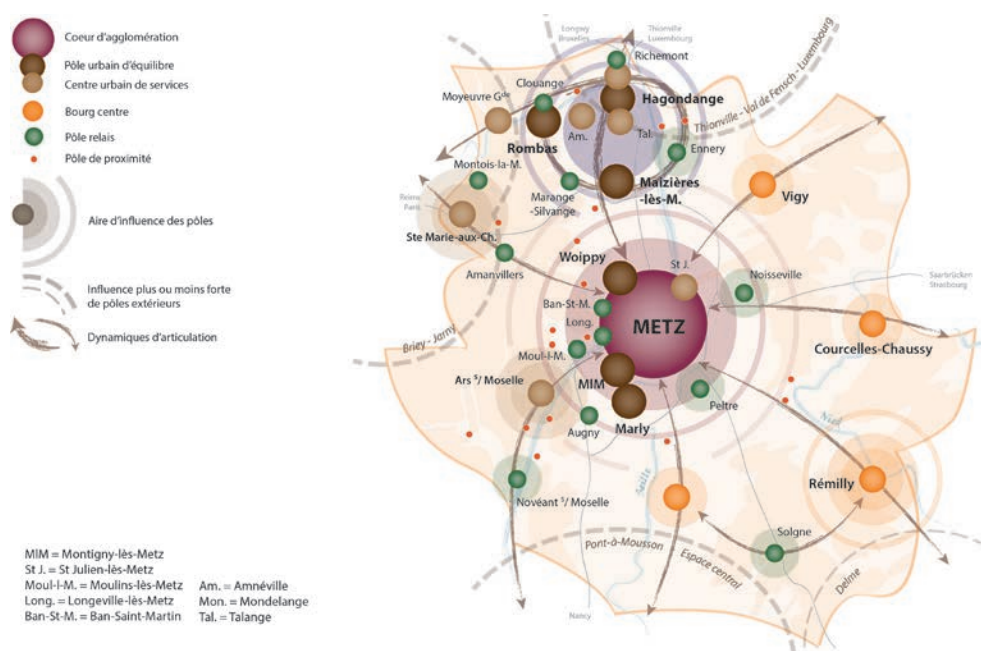 Coeur d'agglomération
Pôle urbain d'équilibre
Centre urbain de services
Bourg centre
Pôle relais
Pôle de proximité
Aire d'influence des pôles
Influence plus ou moins forte
de pôles extérieurs
Dynamiques d'articulation
Longwy
Bruxelles
Thionville
Luxembourg
Richemont
Clouange
Moyeuvre Gde
Hagondange
Thionville - Val de Fensch - Luxembourg
Am.
Tal.
Rombas
Ennery
Montois-la-M.
Maizières
-lès-M.
Vigy
Marange
-Silvange
Reims
Paris
Ste Marie-aux-Ch.
Amanvillers
Woippy
St J.
Noisseville
Saarbrücken
Strasbourg
Ban-St-M.
Long.
METZ
Courcelles-Chaussy
Briey - Jarny
Moul-l-M.
Ars s/ Moselle
MIM
Peltre
Nied
Marly
Augny
Seille
Rémilly
Novéant s/ Moselle
Solgne
Pont-à-Mousson
Espace central
Delme
Nancy
MIM = Montigny-lès-Metz
St J. = St Julien-lès-Metz
Moul-l-M. = Moulins-lès-Metz
Long. = Longeville-lès-Metz
Ban-St-M. = Ban-Saint-Martin
Am. = Amnéville
Mon. = Mondelange
Tal. = Talange